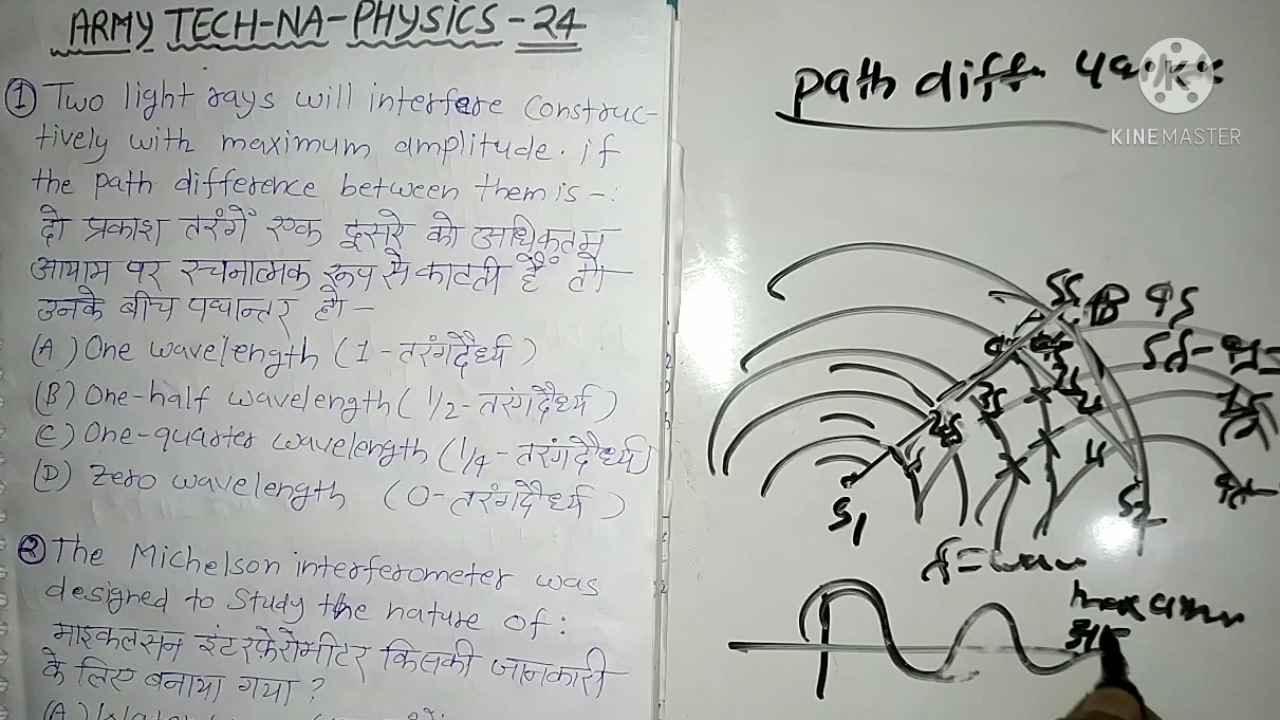 ARMY TECH-NA-PHYSICS-24
① Two light rays will interfere construc-
tively with maximum amplitude. if
the path difference between them is -:
दो प्रकाश तरंगें एक दूसरे को अधिकतम
आयाम पर रचनात्मक रूप से काटती हैं तो
उनके बीच पथान्तर हो -
(A) One wavelength (1-तरंगदैर्ध्य)
(B) One-half wavelength (1/2-तरंगदैर्ध्य)
(C) One-quarter wavelength (1/4-तरंगदैर्ध्य)
(D) zero wavelength (0-तरंगदैर्ध्य)
② The Michelson interferometer was
designed to study the nature of:
माइकलसन इंटरफ़ेरोमीटर किसकी जानकारी
के लिए बनाया गया?
path diff
KINEMASTER
5S B 9S
3S
2S
S1
S2